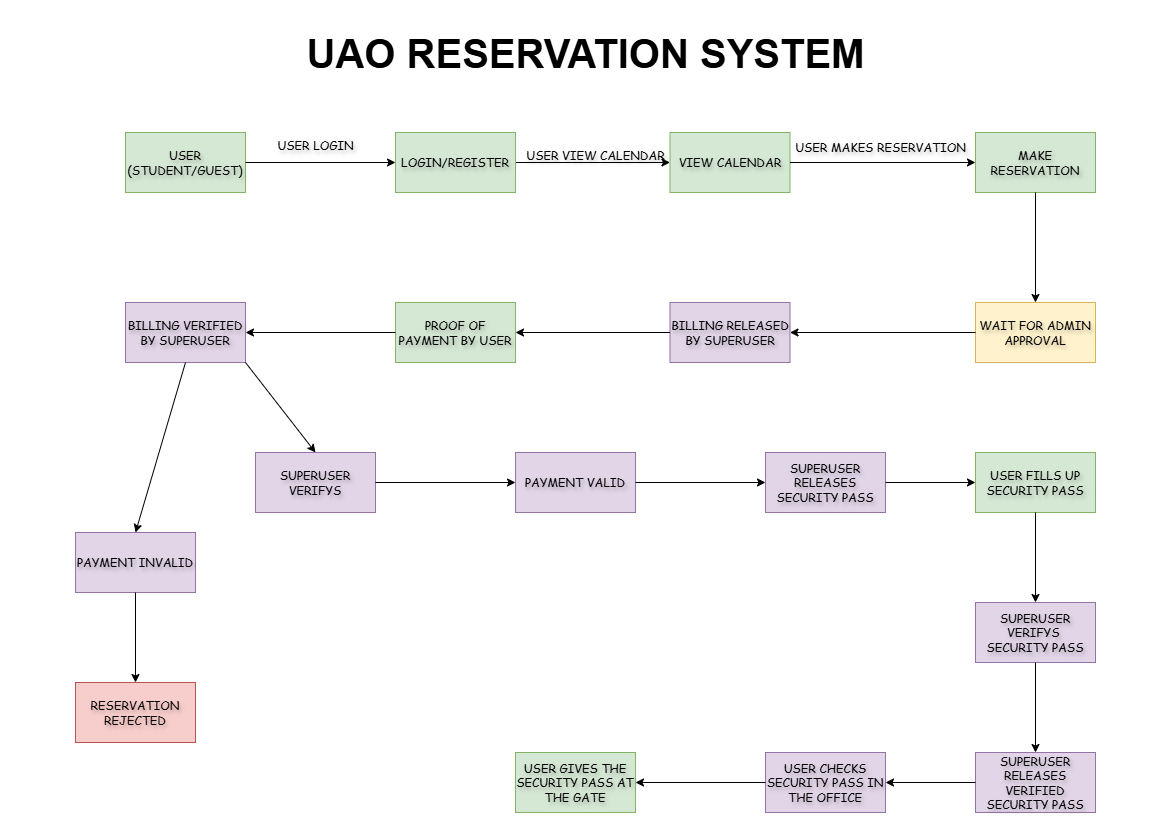 UAO RESERVATION SYSTEM
USER
(STUDENT/GUEST)
USER LOGIN
LOGIN/REGISTER
USER VIEW CALENDAR
VIEW CALENDAR
USER MAKES RESERVATION
MAKE
RESERVATION
BILLING VERIFIED
BY SUPERUSER
PROOF OF
PAYMENT BY USER
BILLING RELEASED
BY SUPERUSER
WAIT FOR ADMIN
APPROVAL
SUPERUSER
VERIFYS
PAYMENT VALID
SUPERUSER
RELEASES
SECURITY PASS
USER FILLS UP
SECURITY PASS
PAYMENT INVALID
SUPERUSER
VERIFYS
SECURITY PASS
RESERVATION
REJECTED
USER GIVES THE
SECURITY PASS AT
THE GATE
USER CHECKS
SECURITY PASS IN
THE OFFICE
SUPERUSER
RELEASES
VERIFIED
SECURITY PASS